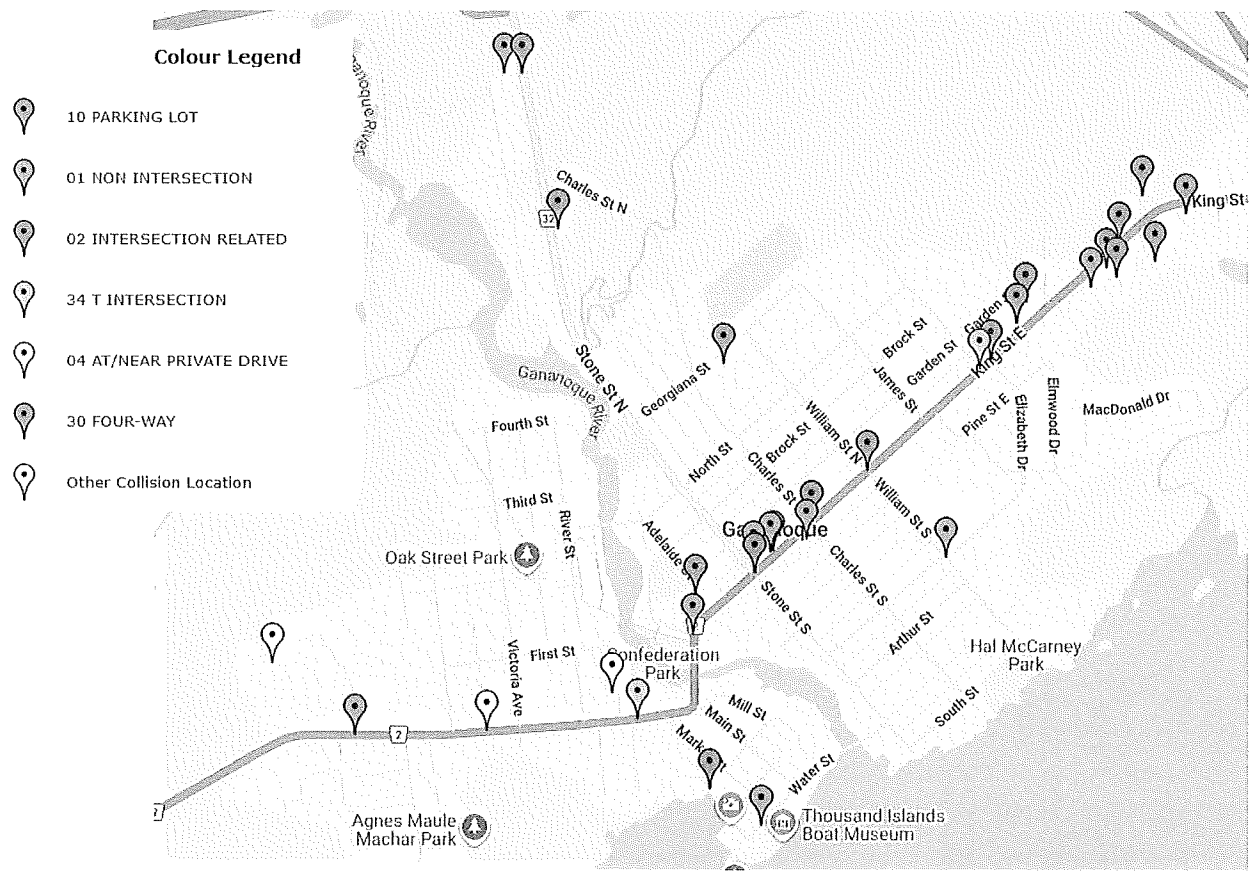 Colour Legend
10 PARKING LOT
01 NON INTERSECTION
02 INTERSECTION RELATED
34 T INTERSECTION
04 AT/NEAR PRIVATE DRIVE
30 FOUR-WAY
Other Collision Location
River
Charles St N
32
King St
Garden
Brock St
Garden St
King St E
James St
Stone St N
Gananoque River
Georgiana St
Fourth St
William St N
Brock St
North St
Charles St
Pine St E
Elizabeth Dr
Elmwood Dr
MacDonald Dr
Third St
River St
William St S
Oak Street Park
Adelaide
Charles St S
Stone St S
Arthur St
Hal McCarney
Park
Victoria Ave
First St
Confederation
Park
South St
Mill St
Main St
2
Water St
Agnes Maule
Machar Park
Thousand Islands
Boat Museum